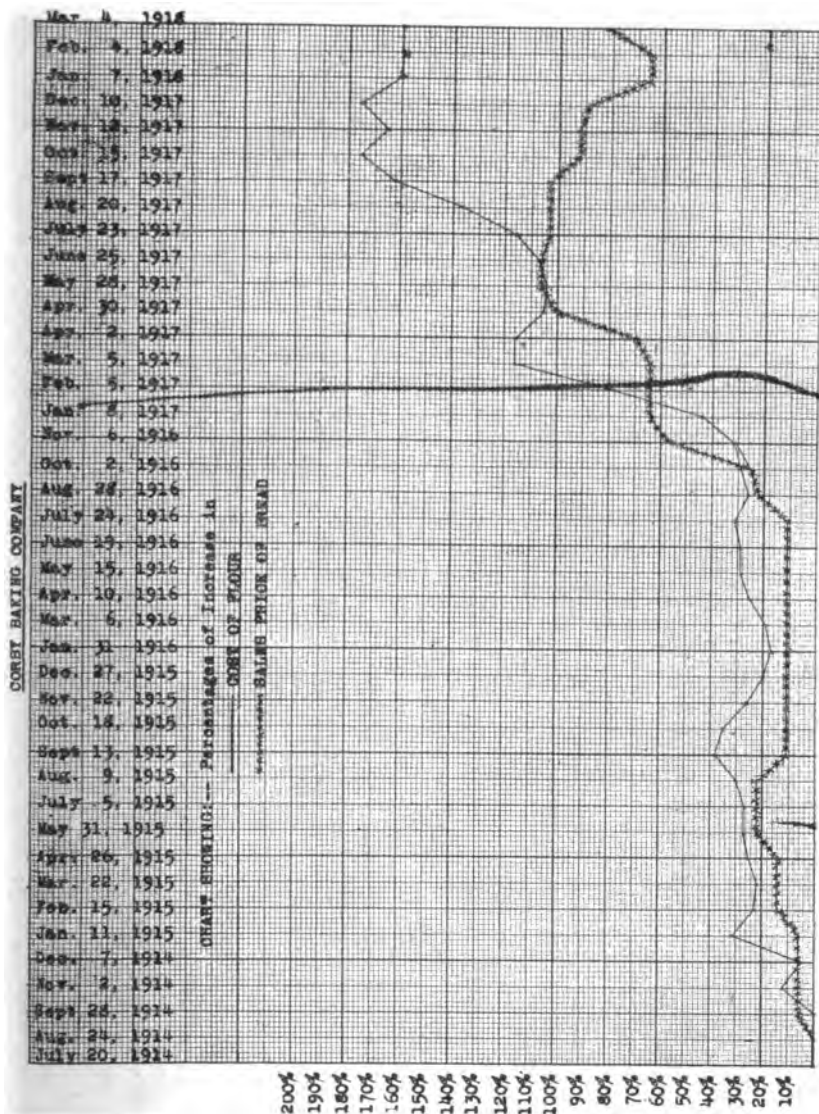 CORBY BAKING COMPANY
Mar. 4, 1918
Feb. 4, 1918
Jan. 7, 1918
Dec. 10, 1917
Nov. 12, 1917
Oct. 15, 1917
Sept 17, 1917
Aug. 20, 1917
July 23, 1917
June 25, 1917
May 28, 1917
Apr. 30, 1917
Apr. 2, 1917
Mar. 5, 1917
Feb. 5, 1917
Jan. 8, 1917
Nov. 6, 1916
Oct. 2, 1916
Aug. 28, 1916
July 24, 1916
June 19, 1916
May 15, 1916
Apr. 10, 1916
Mar. 6, 1916
Jan. 31 1916
Dec. 27, 1915
Nov. 22, 1915
Oct. 18, 1915
Sept 13, 1915
Aug. 9, 1915
July 5, 1915
May 31, 1915
Apr. 26, 1915
Mar. 22, 1915
Feb. 15, 1915
Jan. 11, 1915
Dec. 7, 1914
Nov. 2, 1914
Sept 28, 1914
Aug. 24, 1914
July 20, 1914
CHART SHOWING:-- Percentages of Increase in
COST OF FLOUR
SALES PRICE OF BREAD
200%
190%
170%
160%
150%
140%
130%
120%
110%
100%
90%
80%
70%
60%
50%
40%
30%
20%
10%